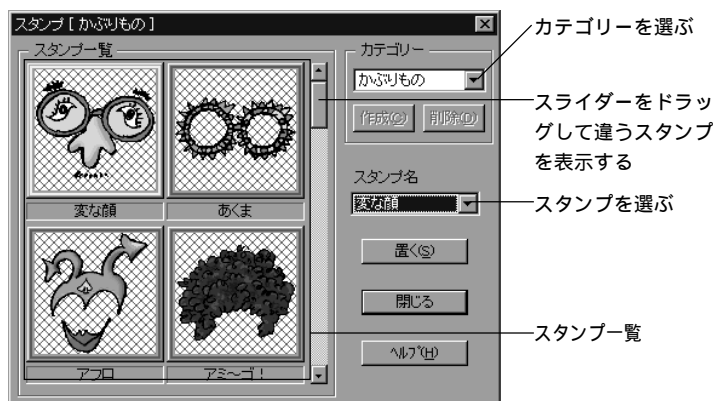 スタンプ [ かぶりもの ]
スタンプ一覧
変な顔
あくま
アフロ
アミ〜ゴ！
カテゴリー
かぶりもの
作成(C)
削除(D)
スタンプ名
変な顔
置く(S)
閉じる
ヘルプ(H)
カテゴリーを選ぶ
スライダーをドラッ
グして違うスタンプ
を表示する
スタンプを選ぶ
スタンプ一覧